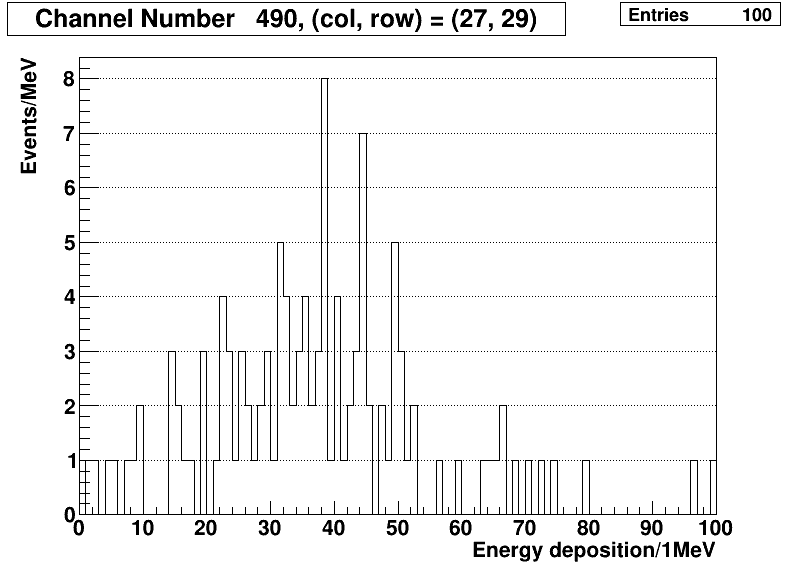 Channel Number 490, (col, row) = (27, 29)
Entries 100
Events/MeV
8
7
6
5
4
3
2
1
0
0 10 20 30 40 50 60 70 80 90 100
Energy deposition/1MeV